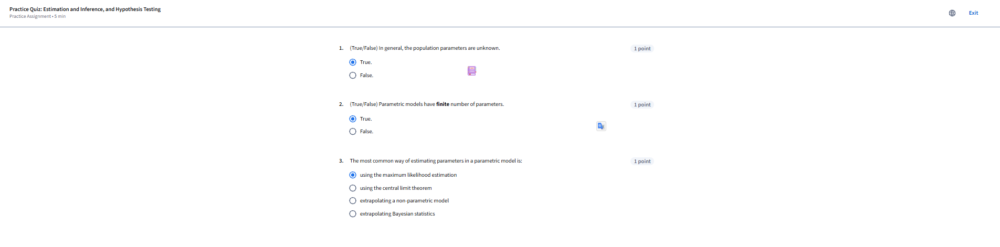 Practice Quiz: Estimation and Inference, and Hypothesis Testing
Practice Assignment • 5 min
Exit
1. (True/False) In general, the population parameters are unknown.
1 point
True.
False.
2. (True/False) Parametric models have finite number of parameters.
1 point
True.
False.
3. The most common way of estimating parameters in a parametric model is:
1 point
using the maximum likelihood estimation
using the central limit theorem
extrapolating a non-parametric model
extrapolating Bayesian statistics